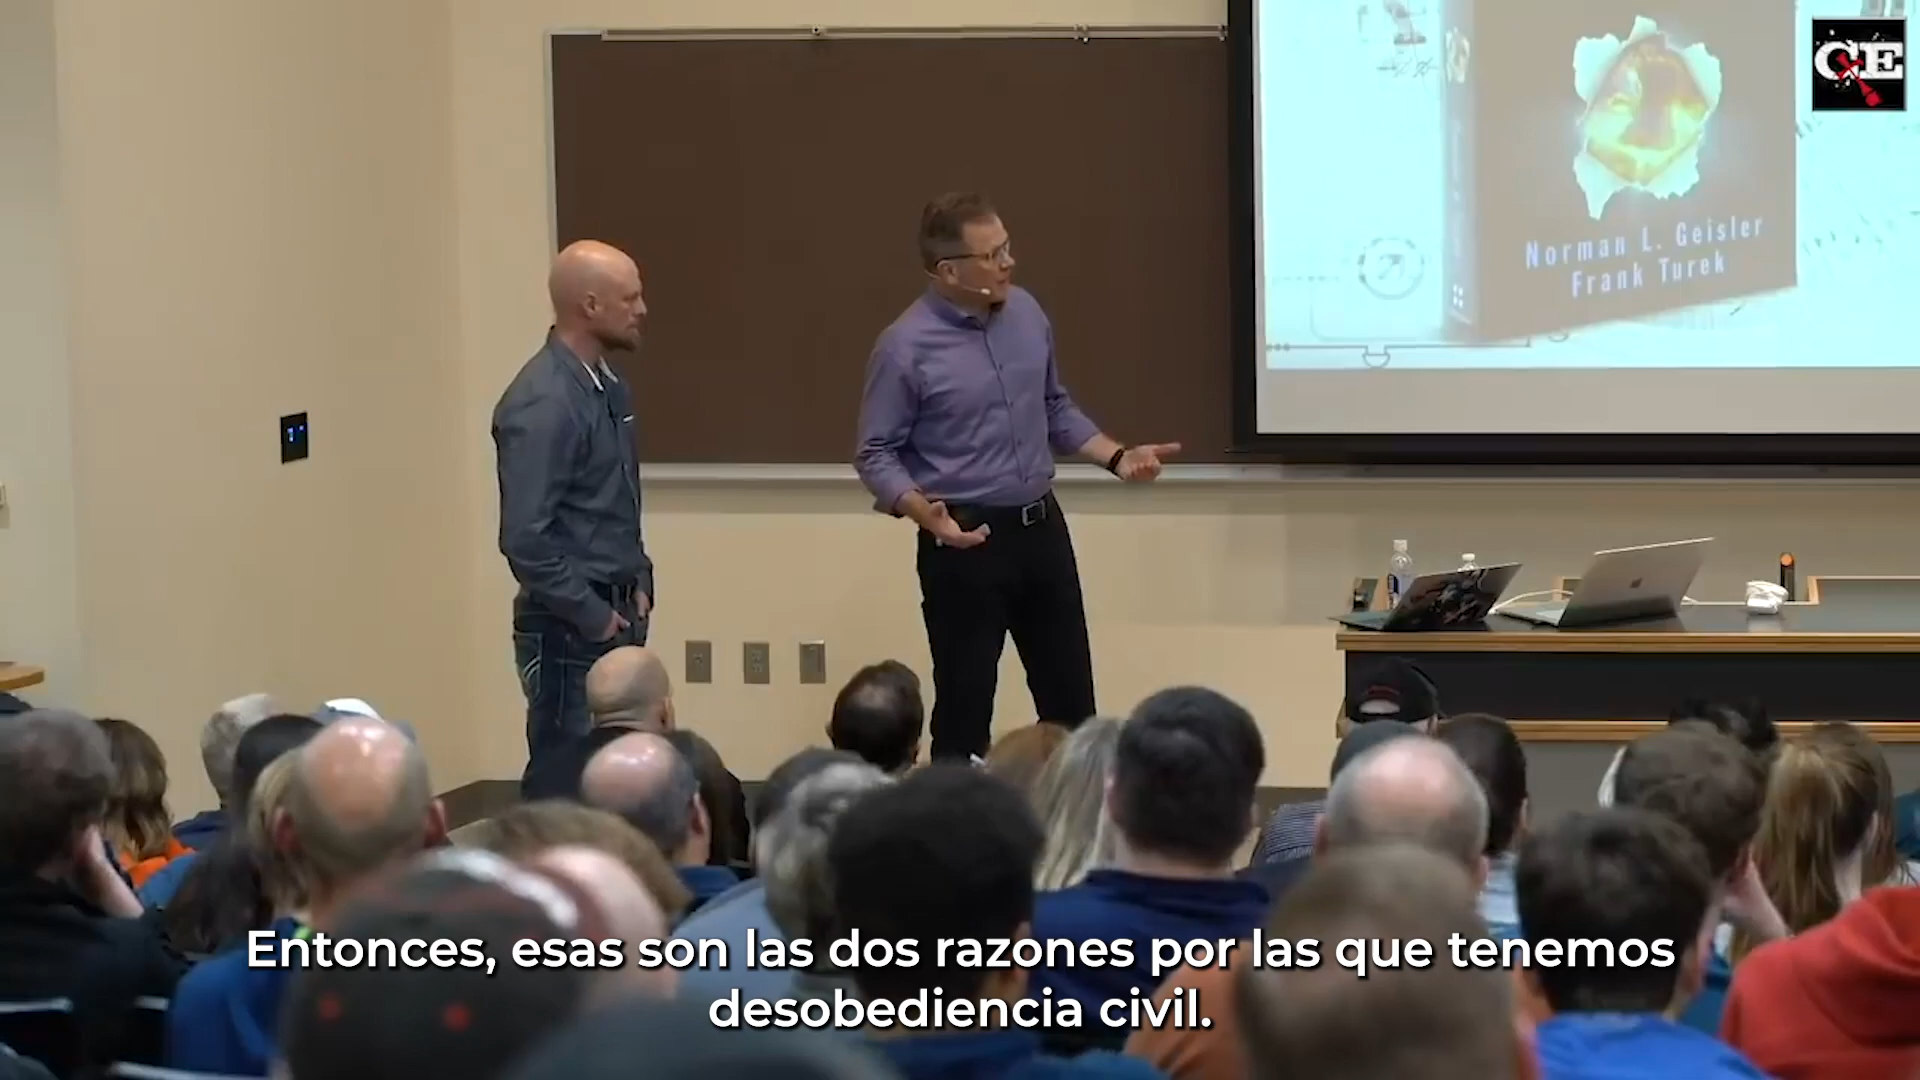 CE
Norman L. Geisler
Frank Turek
Entonces, esas son las dos razones por las que tenemos
desobediencia civil.